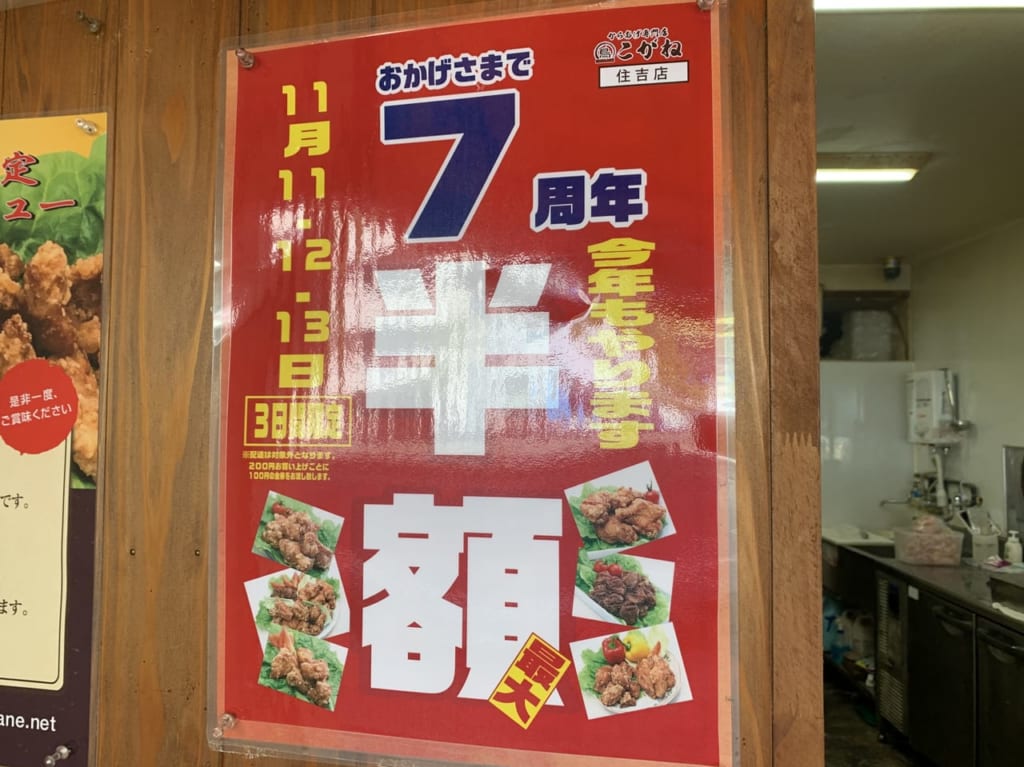 からあげ専門店
こがね
住吉店
おかげさまで
7周年
今年もやります
半額
最大
11月11-12-13日
3日間限定
※配達は対象外となります。
200円お買い上げごとに
100円の金券をお渡し致します。
定
ュー
是非一度、
ご賞味ください
です。
ます。
ane.net